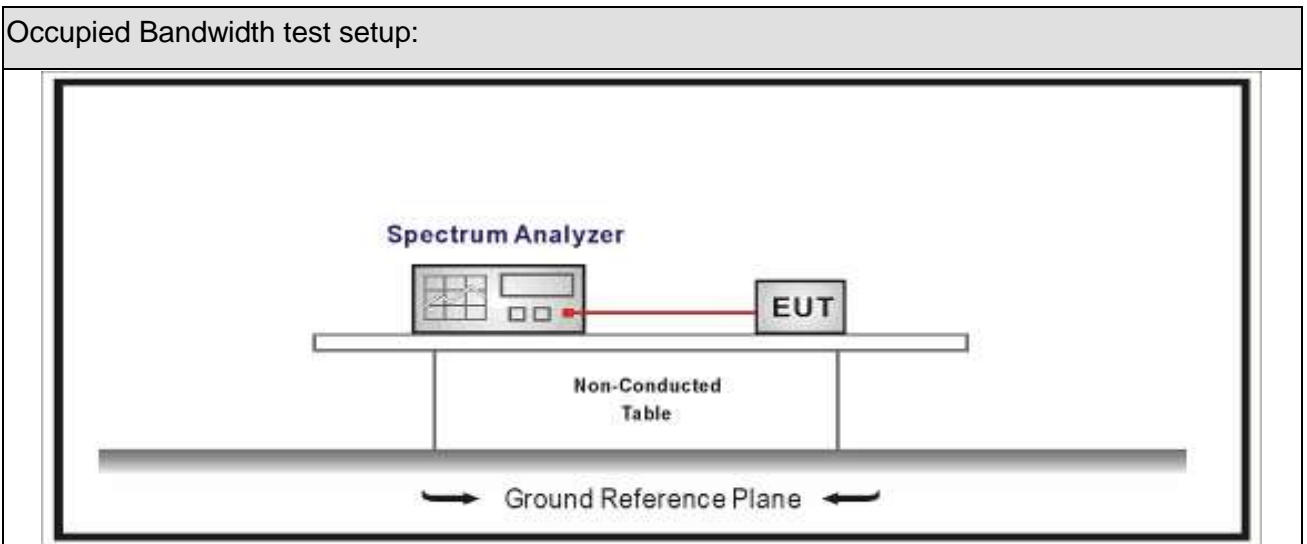 Occupied Bandwidth test setup:
Spectrum Analyzer
EUT
Non-Conducted
Table
Ground Reference Plane